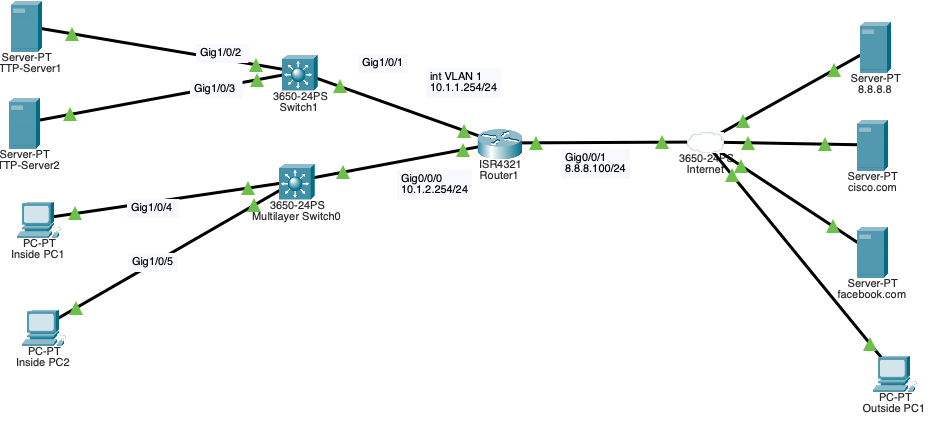 Server-PT
TTP-Server1
Gig1/0/2
Gig1/0/3
3650-24PS
Switch1
Gig1/0/1
int VLAN 1
10.1.1.254/24
Server-PT
TTP-Server2
ISR4321
Router1
Gig0/0/1
8.8.8.100/24
3650-24PS
Internet
Server-PT
8.8.8.8
Server-PT
cisco.com
Server-PT
facebook.com
PC-PT
Outside PC1
Gig0/0/0
10.1.2.254/24
3650-24PS
Multilayer Switch0
Gig1/0/4
PC-PT
Inside PC1
Gig1/0/5
PC-PT
Inside PC2